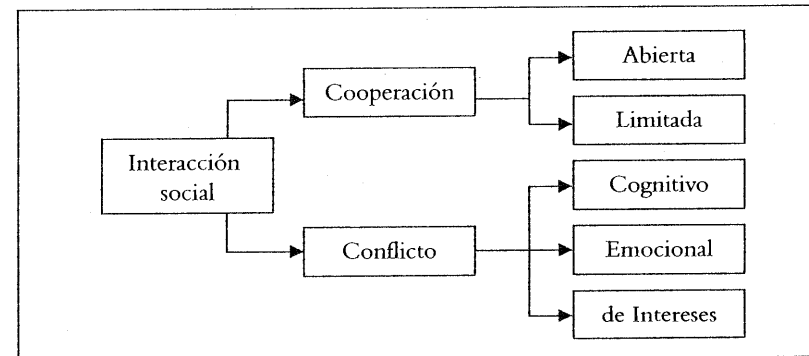 Interacción
social
Cooperación
Abierta
Limitada
Conflicto
Cognitivo
Emocional
de Intereses